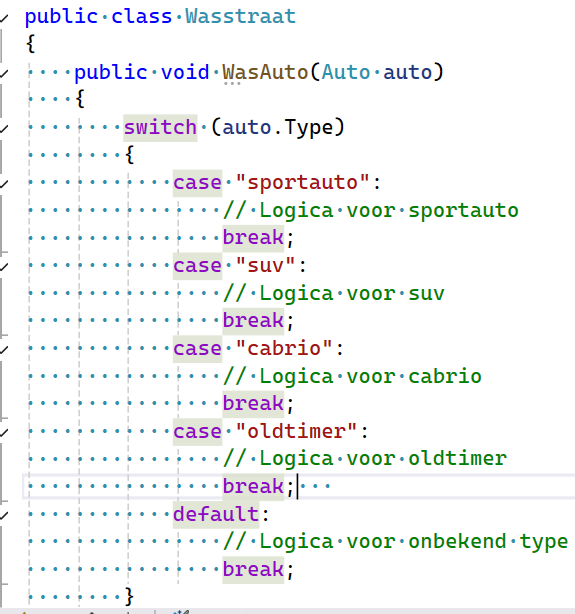 public class Wasstraat
{
    public void WasAuto(Auto auto)
    {
        switch (auto.Type)
        {
            case "sportauto":
                // Logica voor sportauto
                break;
            case "suv":
                // Logica voor suv
                break;
            case "cabrio":
                // Logica voor cabrio
                break;
            case "oldtimer":
                // Logica voor oldtimer
                break;
            default:
                // Logica voor onbekend type
                break;
        }